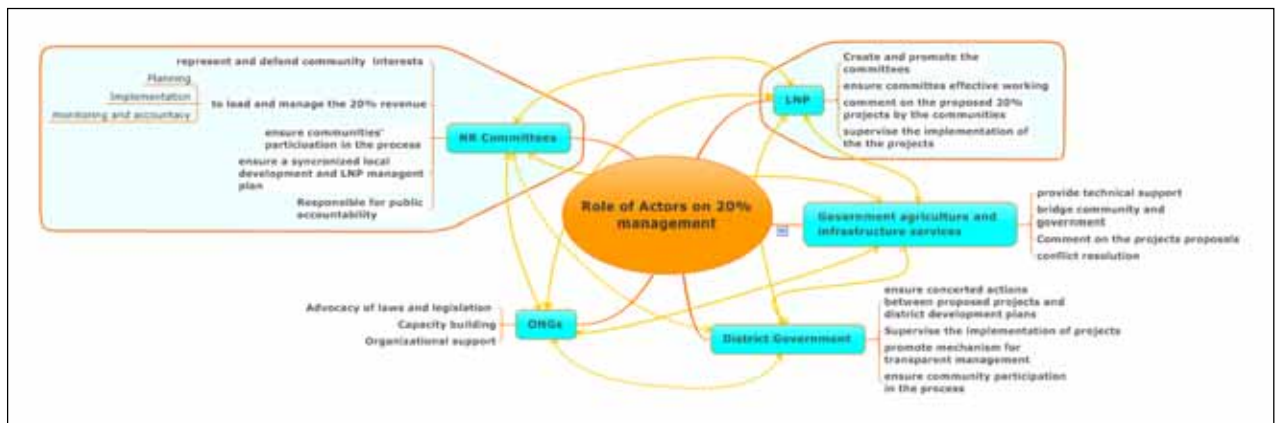 Role of Actors on 20%
management
NR Committees
represent and defend community interests
to lead and manage the 20% revenue
Planning
Implementation
monitoring and accountacy
ensure communities'
particiuation in the process
ensure a syncronized local
development and LNP managent
plan
Responsible for public
accountability
LNP
Create and promote the
committees
ensure committee effective working
comment on the proposed 20%
projects by the communities
supervise the implementation of
the the projects
Government agriculture and
infrastructure services
provide technical support
bridge community and
government
Comment on the projects proposals
conflict resolution
District Government
ensure concerted actions
between proposed projects and
district development plans
Supervise the implementation of projects
promote mechanism for
transparent management
ensure community participation
in the process
ONGs
Advocacy of laws and legislation
Capacity building
Organizational support